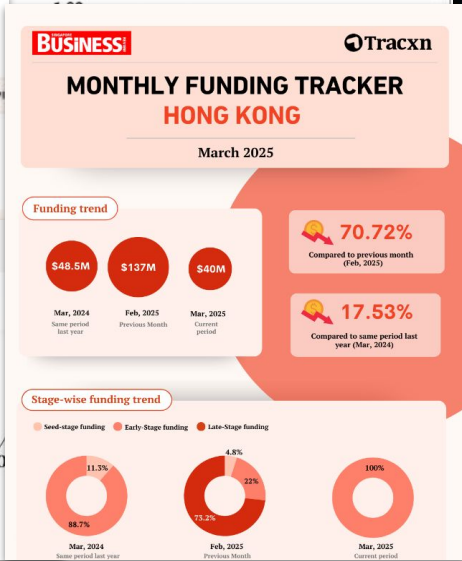 BUSINESS
Tracxn
MONTHLY FUNDING TRACKER
HONG KONG
March 2025
Funding trend
$48.5M
$137M
$40M
Mar, 2024
Same period
last year
Feb, 2025
Previous Month
Mar, 2025
Current
period
70.72%
Compared to previous month
(Feb, 2025)
17.53%
Compared to same period last
year (Mar, 2024)
Stage-wise funding trend
Seed-stage funding
Early-Stage funding
Late-Stage funding
11.3%
88.7%
Mar, 2024
Same period last year
4.8%
22%
73.2%
Feb, 2025
Previous Month
100%
Mar, 2025
Current period